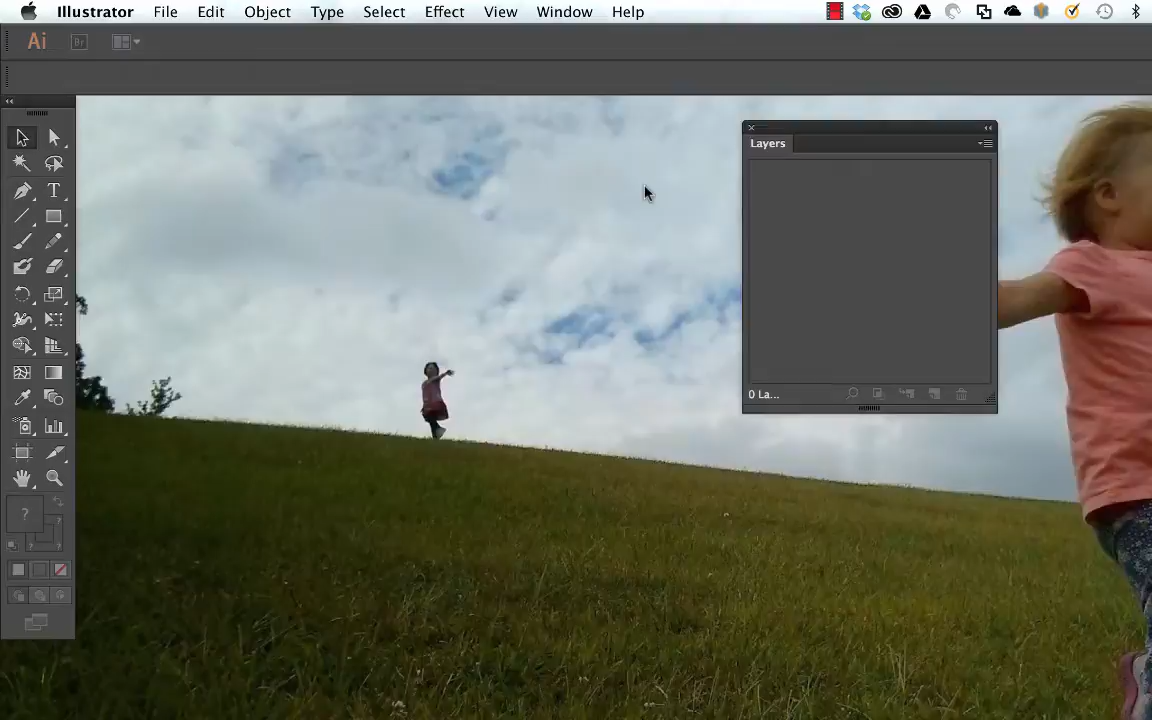 Illustrator File Edit Object Type Select Effect View Window Help
Ai Br
Layers
T
?
?
? ?
0 La...